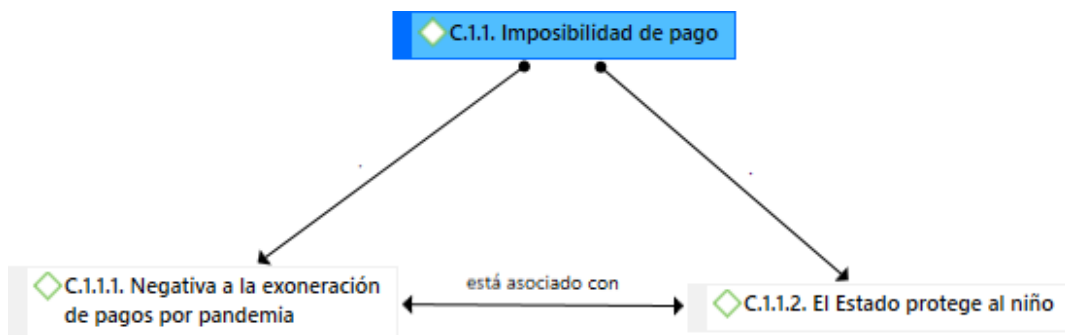 C.1.1. Imposibilidad de pago
está asociado con
C.1.1.1. Negativa a la exoneración
de pagos por pandemia
C.1.1.2. El Estado protege al niño